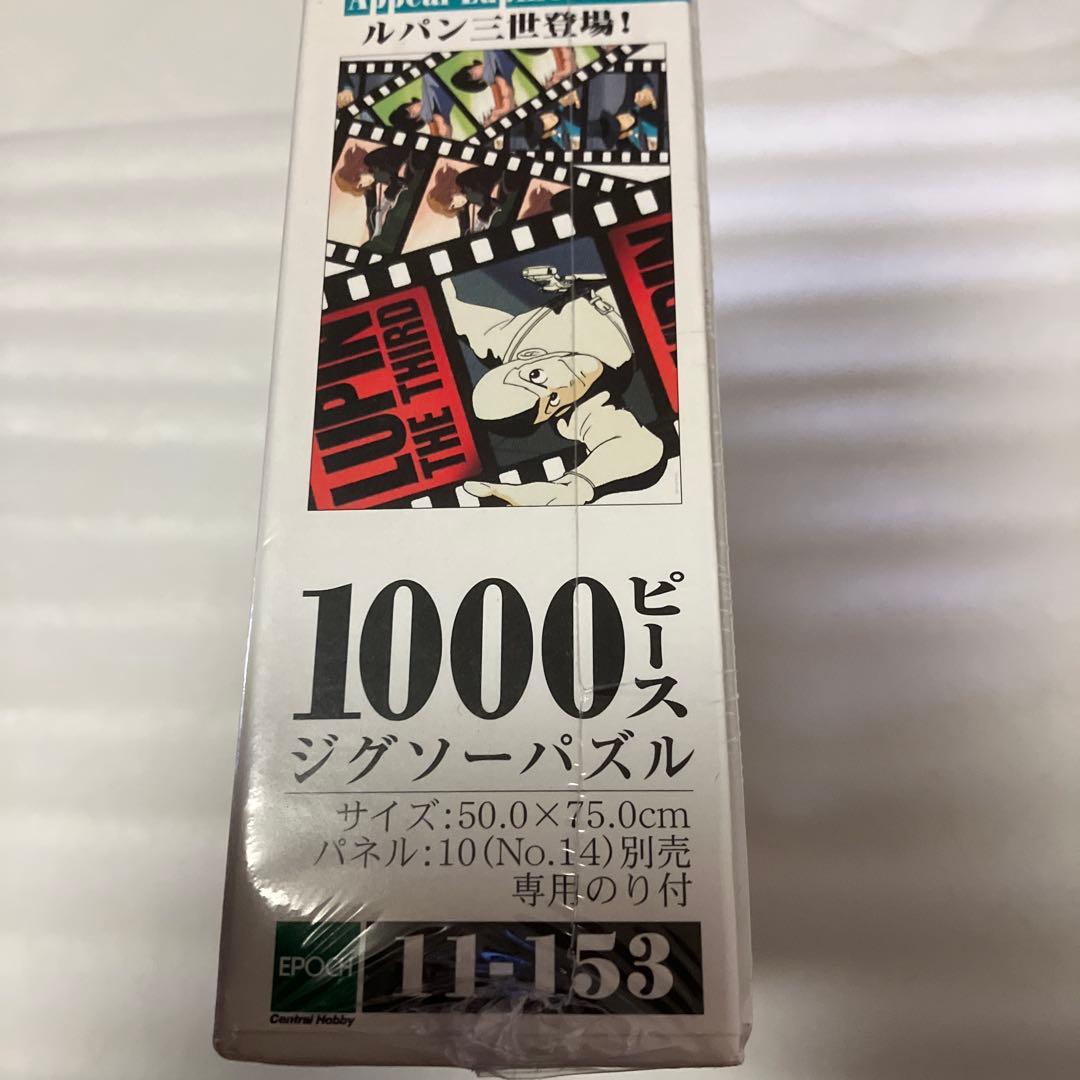 Appear Lupin
ルパン三世登場!
LUPIN
THE THIRD
1000ピース
ジグソーパズル
サイズ:50.0×75.0cm
パネル:10(No.14)別売
専用のり付
EPOCH
11-153
Central Hobby